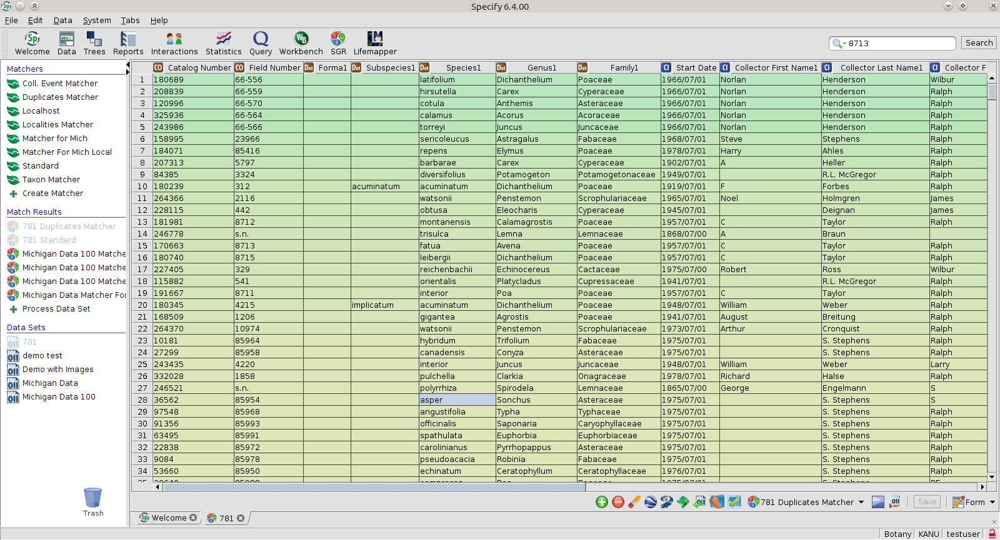 Specify 6.4.00
File Edit Data System Tabs Help
Welcome Data Trees Reports Interactions Statistics Query Workbench SGR Lifemapper 8713 Search
Matchers
Coll. Event Matcher
Duplicates Matcher
Localhost
Localities Matcher
Matcher for Mich
Matcher For Mich Local
Standard
Taxon Matcher
Create Matcher
Match Results
781 Duplicates Matcher
781 Standard
Michigan Data 100 Matche
Michigan Data 100 Matche
Michigan Data 100 Matche
Michigan Data Matcher For
Process Data Set
Data Sets
781
demo test
Demo with Images
Michigan Data
Michigan Data 100
Trash
Catalog Number Field Number Forma1 Subspecies1 Species1 Genus1 Family1 Start Date Collector First Name1 Collector Last Name1 Collector F
1 180689 66-556 latifolium Dichanthelium Poaceae 1966/07/01 Norlan Henderson Wilbur
2 208839 66-559 hirsutella Carex Cyperaceae 1966/07/01 Norlan Henderson Ralph
3 120996 66-570 cotula Anthemis Asteraceae 1966/07/01 Norlan Henderson Ralph
4 325936 66-564 calamus Acorus Acoraceae 1966/07/01 Norlan Henderson Ralph
5 243986 66-566 torreyi Juncus Juncaceae 1966/07/01 Norlan Henderson Ralph
6 158995 23966 sericoleucus Astragalus Fabaceae 1968/07/01 Steve Stephens Ralph
7 184071 85416 repens Elymus Poaceae 1978/07/01 Harry Ahles Ralph
8 207313 5797 barbarae Carex Cyperaceae 1902/07/01 A Heller Ralph
9 84385 3324 diversifolius Potamogeton Potamogetonaceae 1949/07/01 R.L. McGregor Ralph
10 180239 312 acuminatum acuminatum Dichanthelium Poaceae 1919/07/01 F Forbes Ralph
11 264366 2116 watsonii Penstemon Scrophulariaceae 1965/07/01 Noel Holmgren James
12 228115 442 obtusa Eleocharis Cyperaceae 1945/07/01 Deignan James
13 181981 8712 montanensis Calamagrostis Poaceae 1957/07/01 C Taylor Ralph
14 246778 s.n. trisulca Lemna Lemnaceae 1868/07/00 A Braun
15 170663 8713 fatua Avena Poaceae 1957/07/01 C Taylor Ralph
16 180740 8715 leibergii Dichanthelium Poaceae 1957/07/01 C Taylor Ralph
17 227405 329 reichenbachii Echinocereus Cactaceae 1975/07/00 Robert Ross Wilbur
18 115882 541 orientalis Platycladus Cupressaceae 1941/07/01 R.L. McGregor Ralph
19 191667 8711 interior Poa Poaceae 1957/07/01 C Taylor Ralph
20 180345 4215 implicatum acuminatum Dichanthelium Poaceae 1948/07/01 William Weber Ralph
21 168509 1206 gigantea Agrostis Poaceae 1941/07/01 August Breitung Ralph
22 264370 10974 watsonii Penstemon Scrophulariaceae 1973/07/01 Arthur Cronquist Ralph
23 10181 85964 hybridum Trifolium Fabaceae 1975/07/01 S. Stephens Ralph
24 27299 85958 canadensis Conyza Asteraceae 1975/07/01 S. Stephens Ralph
25 243435 4220 interior Juncus Juncaceae 1948/07/01 William Weber Larry
26 332028 1858 pulchella Clarkia Onagraceae 1978/07/01 Richard Halse Ralph
27 246521 s.n. polyrrhiza Spirodela Lemnaceae 1865/07/00 George Engelmann S
28 36562 85954 asper Sonchus Asteraceae 1975/07/01 S. Stephens S
29 97548 85968 angustifolia Typha Typhaceae 1975/07/01 S. Stephens Ralph
30 91356 85993 officinalis Saponaria Caryophyllaceae 1975/07/01 S. Stephens Ralph
31 63495 85991 spathulata Euphorbia Euphorbiaceae 1975/07/01 S. Stephens Ralph
32 22838 85972 carolinianus Pyrrhopappus Asteraceae 1975/07/01 S. Stephens Ralph
33 9084 85978 pseudoacacia Robinia Fabaceae 1975/07/01 S. Stephens Ralph
34 53660 85950 echinatum Ceratophyllum Ceratophyllaceae 1976/07/01 S. Stephens Ralph
781 Duplicates Matcher Save Form
Welcome 781
Botany KANU testuser